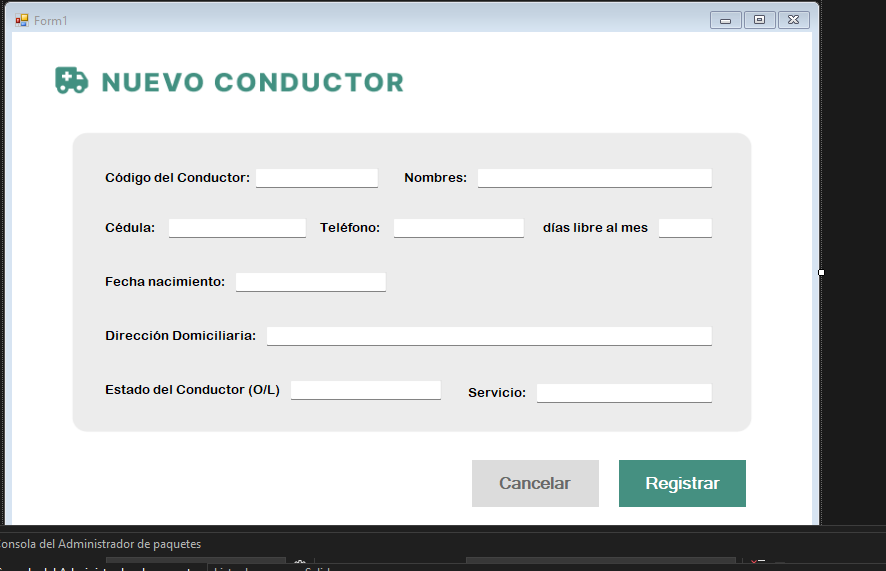 Form1
NUEVO CONDUCTOR
Código del Conductor: Nombres:
Cédula: Teléfono: días libre al mes
Fecha nacimiento:
Dirección Domiciliaria:
Estado del Conductor (O/L) Servicio:
Cancelar Registrar
onsola del Administrador de paquetes